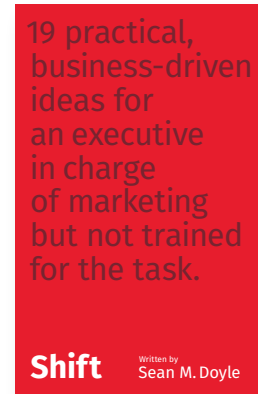 19 practical,
business-driven
ideas for
an executive
in charge
of marketing
but not trained
for the task.
Shift
Written by
Sean M. Doyle